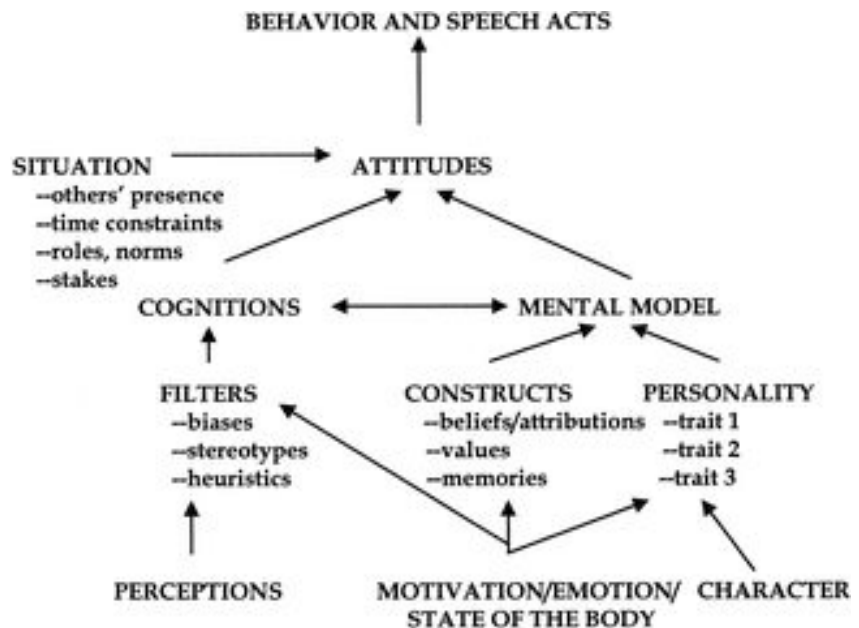 BEHAVIOR AND SPEECH ACTS
SITUATION
--others' presence
--time constraints
--roles, norms
--stakes
ATTITUDES
COGNITIONS
MENTAL MODEL
FILTERS
--biases
--stereotypes
--heuristics
CONSTRUCTS
--beliefs/attributions
--values
--memories
PERSONALITY
--trait 1
--trait 2
--trait 3
PERCEPTIONS
MOTIVATION/EMOTION/
STATE OF THE BODY
CHARACTER